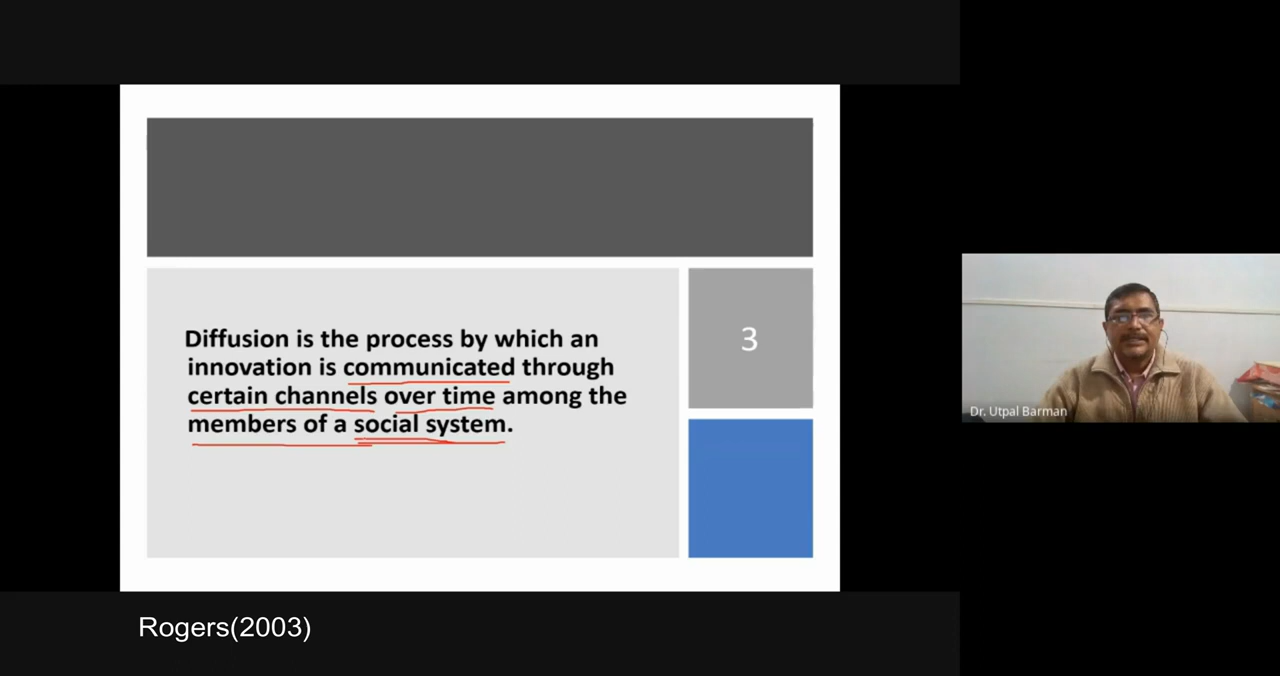 Diffusion is the process by which an
innovation is communicated through
certain channels over time among the
members of a social system.
3
Dr. Utpal Barman
Rogers(2003)